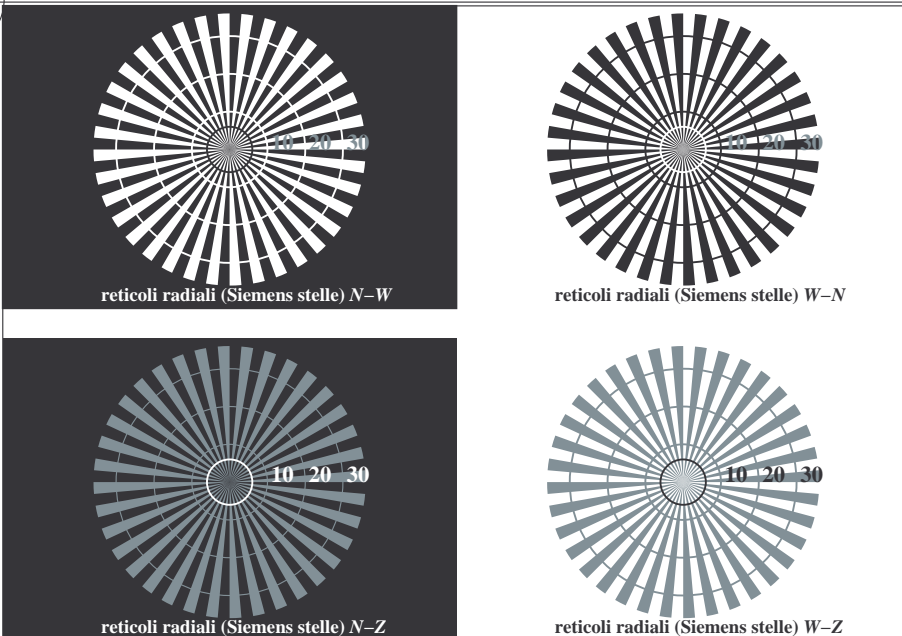 10 20 30
reticoli radiali (Siemens stelle) N–W
10 20 30
reticoli radiali (Siemens stelle) W–N
10 20 30
reticoli radiali (Siemens stelle) N–Z
10 20 30
reticoli radiali (Siemens stelle) W–Z